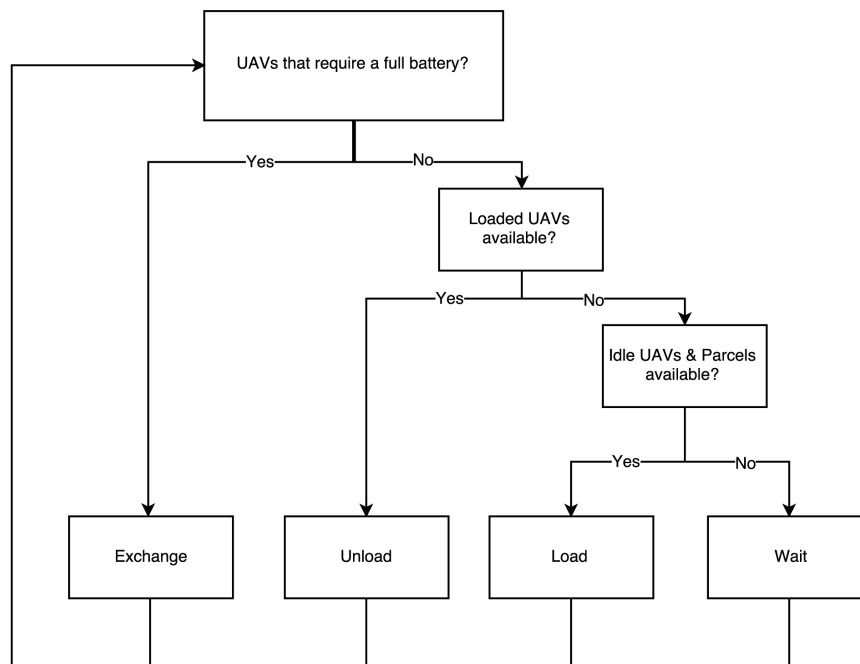 UAVs that require a full battery?
Yes
No
Loaded UAVs
available?
Yes
No
Idle UAVs & Parcels
available?
Yes
No
Exchange
Unload
Load
Wait